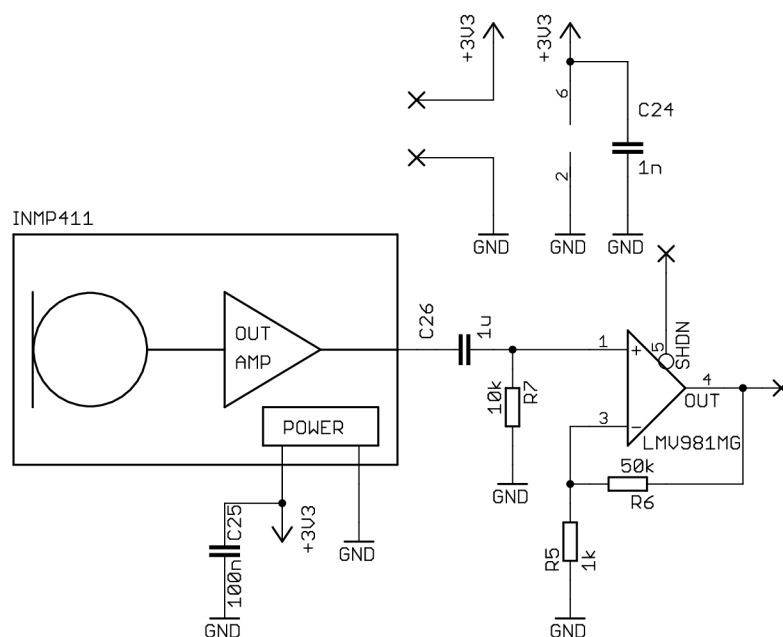 +3V3
+3V3
6
C24
2
1n
INMP411
GND
GND
GND
C26
1u
5
SHDN
OUT
AMP
1
+
10k
R7
4
OUT
3
−
LMV981MG
POWER
50k
R6
GND
C25
100n
+3V3
GND
R5
1k
GND
GND